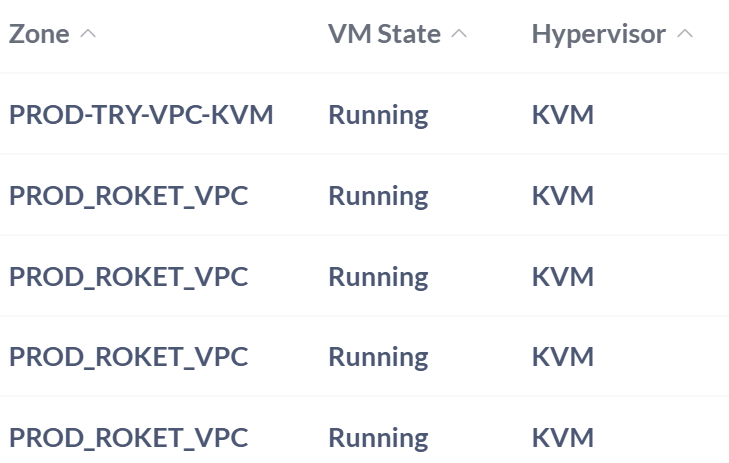 Zone VM State Hypervisor
PROD-TRY-VPC-KVM Running KVM
PROD_ROKET_VPC Running KVM
PROD_ROKET_VPC Running KVM
PROD_ROKET_VPC Running KVM
PROD_ROKET_VPC Running KVM